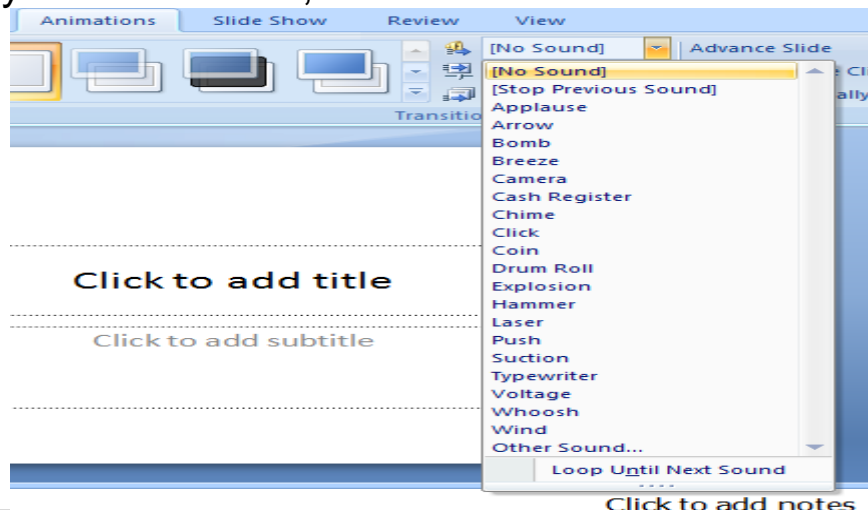 Animations Slide Show Review View
[No Sound] Advance Slide
[No Sound]
[Stop Previous Sound]
Applause
Arrow
Bomb
Breeze
Camera
Cash Register
Chime
Click
Coin
Drum Roll
Explosion
Hammer
Laser
Push
Suction
Typewriter
Voltage
Whoosh
Wind
Other Sound...
Loop Until Next Sound
Transitio
Click to add title
Click to add subtitle
Click to add notes